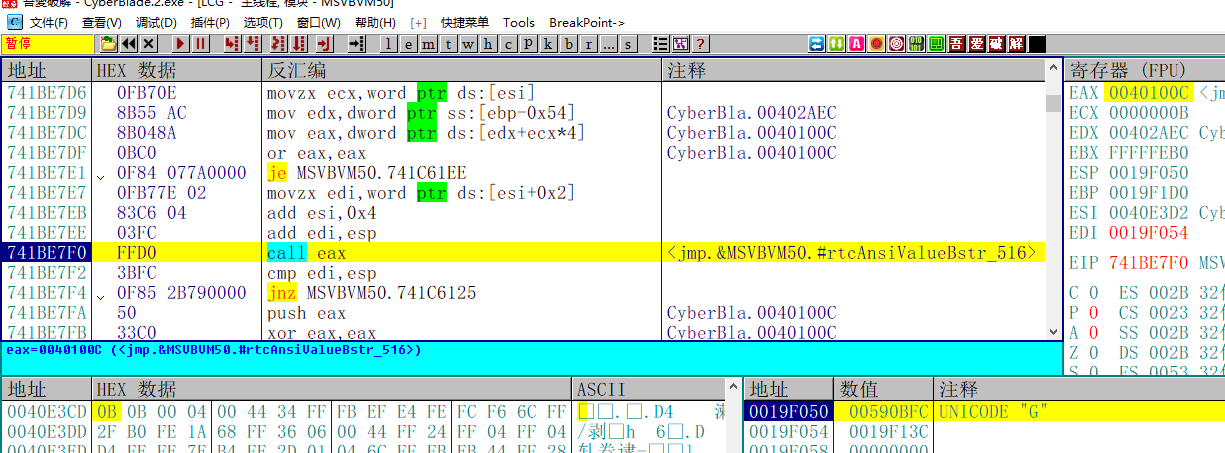 吾愛破解 - CyberBlade.2.exe - [LCG - 主线程, 模块 - MSVBVM50]
文件(F) 查看(V) 调试(D) 插件(P) 选项(T) 窗口(W) 帮助(H) [+] 快捷菜单 Tools BreakPoint->
暂停 l e m t w h c p k b r ... s ? 吾 爱 破 解
地址 HEX 数据 反汇编 注释 寄存器 (FPU)
741BE7D6 0FB70E movzx ecx,word ptr ds:[esi] EAX 0040100C <jm
741BE7D9 8B55 AC mov edx,dword ptr ss:[ebp-0x54] CyberBla.00402AEC ECX 0000000B
741BE7DC 8B048A mov eax,dword ptr ds:[edx+ecx*4] CyberBla.0040100C EDX 00402AEC Cyb
741BE7DF 0BC0 or eax,eax CyberBla.0040100C EBX FFFFFEB0
741BE7E1 0F84 077A0000 je MSVBVM50.741C61EE ESP 0019F050
741BE7E7 0FB77E 02 movzx edi,word ptr ds:[esi+0x2] EBP 0019F1D0
741BE7EB 83C6 04 add esi,0x4 ESI 0040E3D2 Cyb
741BE7EE 03FC add edi,esp EDI 0019F054
741BE7F0 FFD0 call eax <jmp.&MSVBVM50.#rtcAnsiValueBstr_516> EIP 741BE7F0 MSV
741BE7F2 3BFC cmp edi,esp
741BE7F4 0F85 2B790000 jnz MSVBVM50.741C6125 C 0 ES 002B 32位
741BE7FA 50 push eax CyberBla.0040100C P 0 CS 0023 32位
741BE7FB 33C0 xor eax,eax CyberBla.0040100C A 0 SS 002B 32位
eax=0040100C (<jmp.&MSVBVM50.#rtcAnsiValueBstr_516>) Z 0 DS 002B 32位
S 0 FS 0053 32位
地址 HEX 数据 ASCII 地址 数值 注释
0040E3CD 0B 0B 00 04 00 44 34 FF FB EF E4 FE FC F6 6C FF 0019F050 00590BFC UNICODE "G"
0040E3DD 2F B0 FE 1A 68 FF 36 06 00 44 FF 24 FF 04 FF 04 0019F054 0019F13C
0019F058 00000000